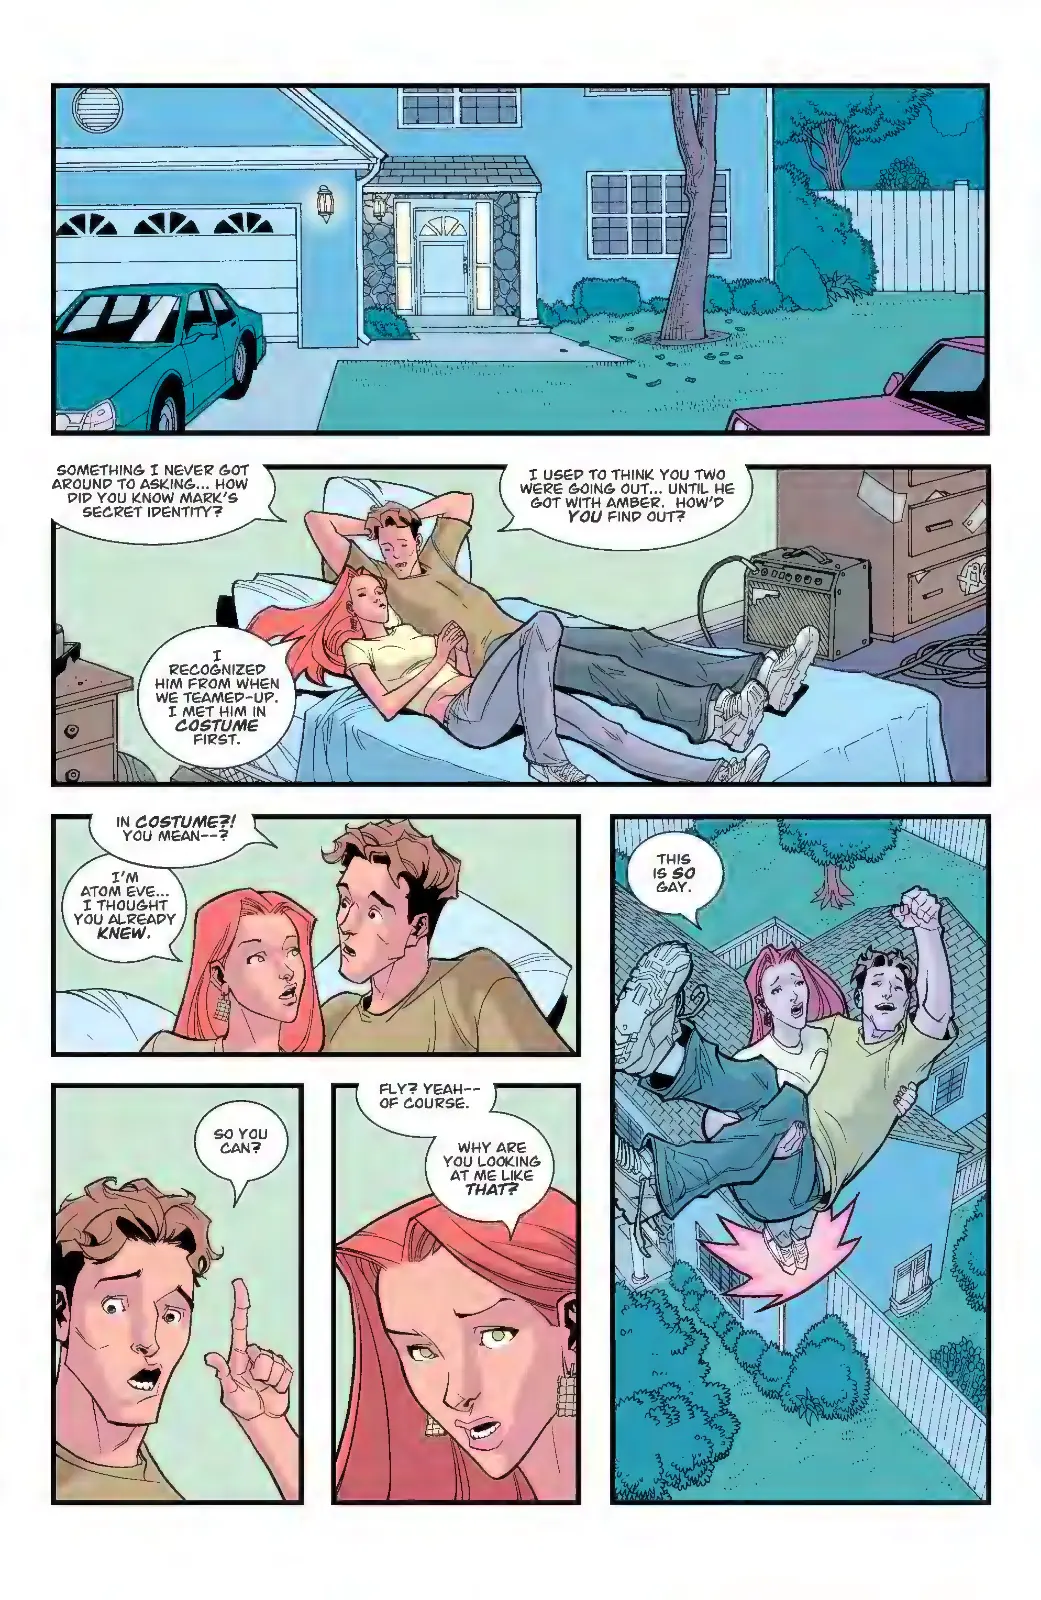 SOMETHING I NEVER GOT
AROUND TO ASKING... HOW
DID YOU KNOW MARK'S
SECRET IDENTITY?
I USED TO THINK YOU TWO
WERE GOING OUT... UNTIL HE
GOT WITH AMBER. HOW'D
YOU FIND OUT?
I
RECOGNIZED
HIM FROM WHEN
WE TEAMED-UP.
I MET HIM IN
COSTUME
FIRST.
IN COSTUME?!
YOU MEAN--?
I'M
ATOM EVE...
I THOUGHT
YOU ALREADY
KNEW.
SO YOU
CAN?
FLY? YEAH--
OF COURSE.
WHY ARE
YOU LOOKING
AT ME LIKE
THAT?
THIS
IS SO
GAY.